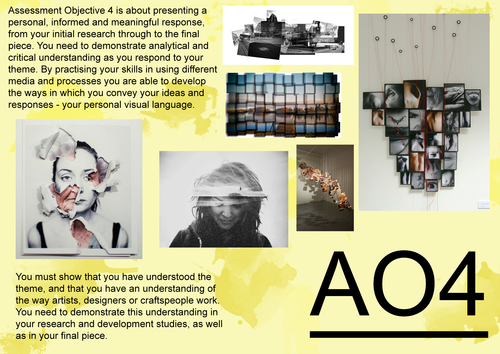 Assessment Objective 4 is about presenting a
personal, informed and meaningful response,
from your initial research through to the final
piece. You need to demonstrate analytical and
critical understanding as you respond to your
theme. By practising your skills in using different
media and processes you are able to develop
the ways in which you convey your ideas and
responses - your personal visual language.
You must show that you have understood the
theme, and that you have an understanding of
the way artists, designers or craftspeople work.
You need to demonstrate this understanding in
your research and development studies, as well
as in your final piece.
AO4